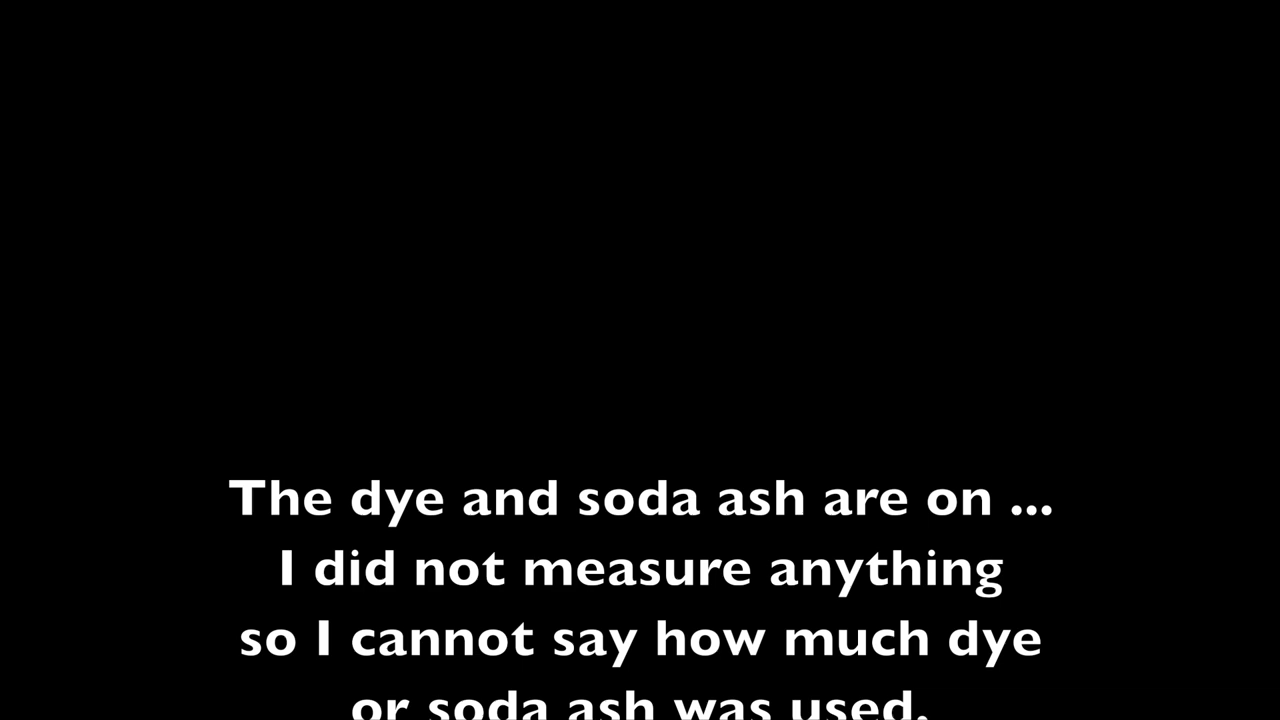 The dye and soda ash are on ...
I did not measure anything
so I cannot say how much dye
or soda ash was used.